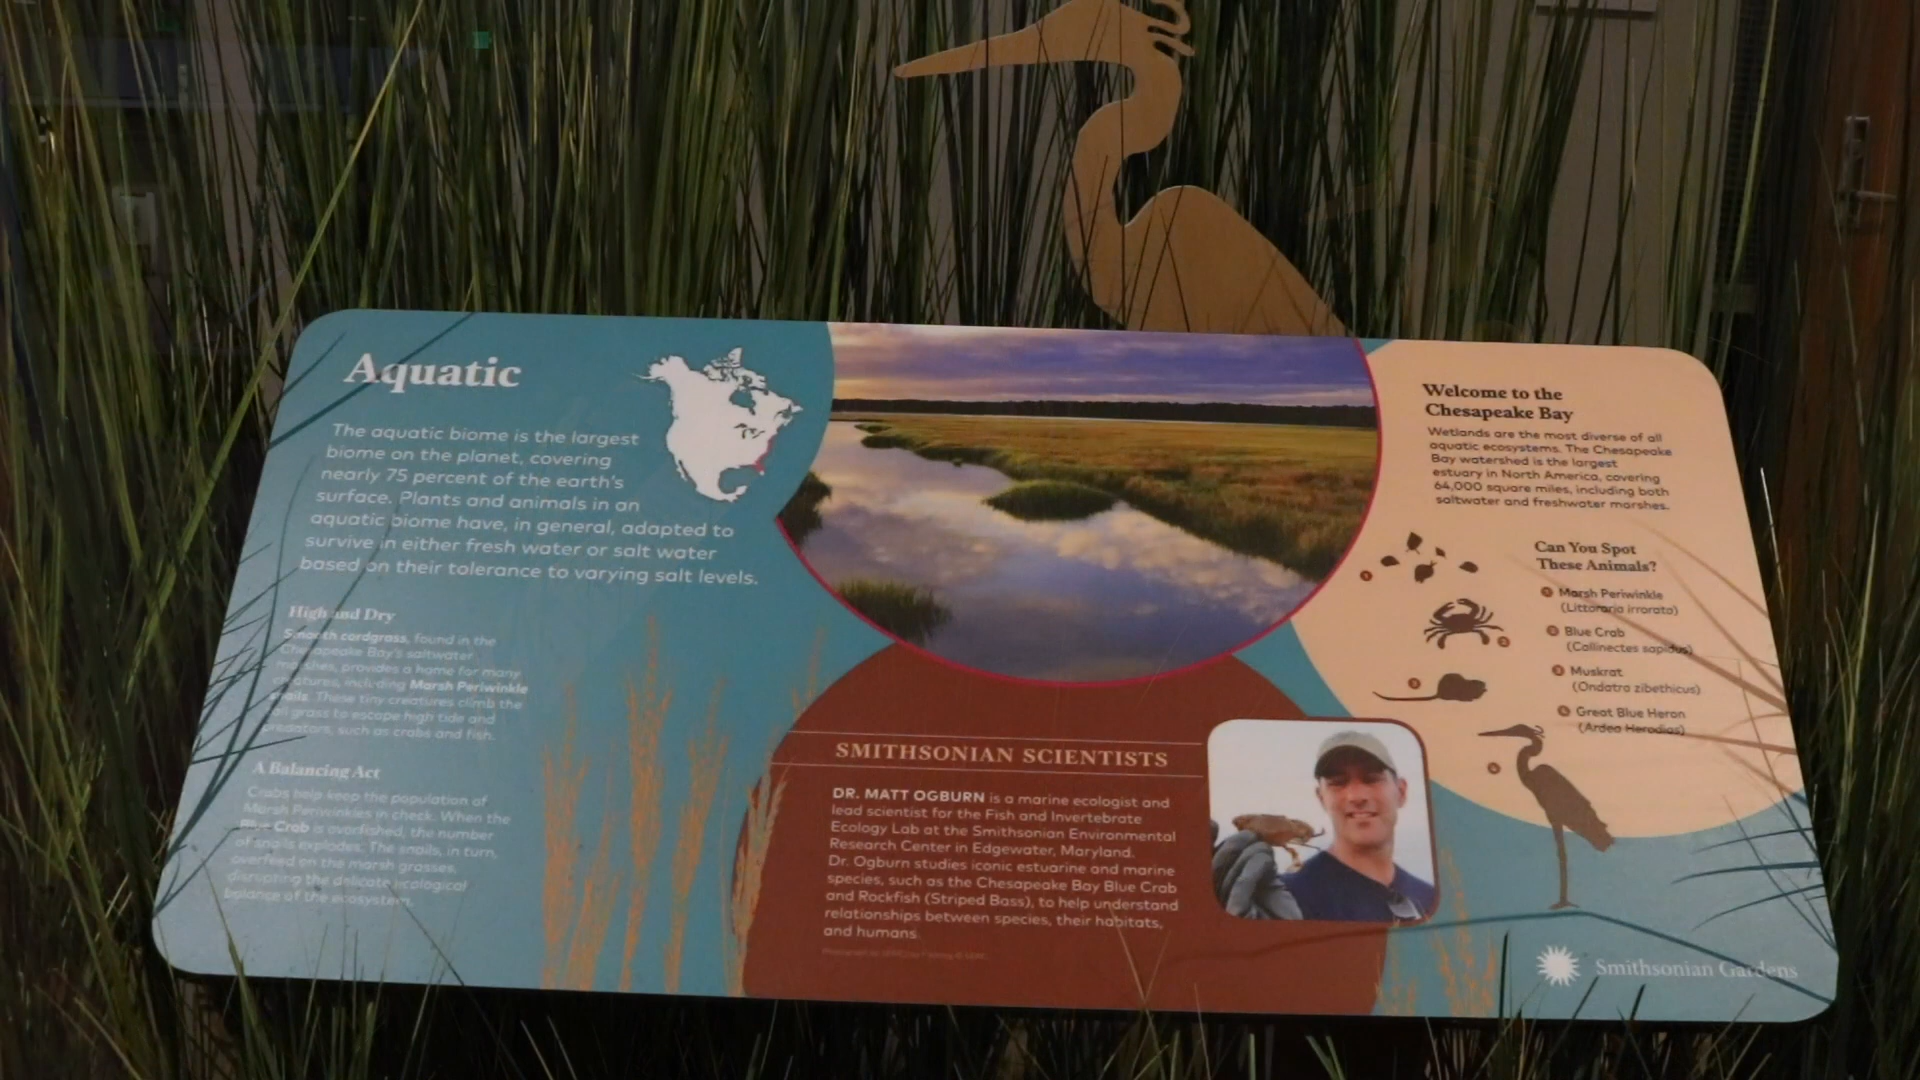 Aquatic
The aquatic biome is the largest
biome on the planet, covering
nearly 75 percent of the earth's
surface. Plants and animals in an
aquatic biome have, in general, adapted to
survive in either fresh water or salt water
based on their tolerance to varying salt levels.
High and Dry
Smooth cordgrass, found in the
Chesapeake Bay's saltwater
marshes, provides a home for many
creatures, including Marsh Periwinkle
snails. These tiny creatures climb the
tall grass to escape high tide and
predators, such as crabs and fish.
A Balancing Act
Crabs help keep the population of
Marsh Periwinkles in check. When the
Blue Crab is overfished, the number
of snails explodes. The snails, in turn,
overfeed on the marsh grasses,
disrupting the delicate ecological
balance of the ecosystem.
SMITHSONIAN SCIENTISTS
DR. MATT OGBURN is a marine ecologist and
lead scientist for the Fish and Invertebrate
Ecology Lab at the Smithsonian Environmental
Research Center in Edgewater, Maryland.
Dr. Ogburn studies iconic estuarine and marine
species, such as the Chesapeake Bay Blue Crab
and Rockfish (Striped Bass), to help understand
relationships between species, their habitats,
and humans.
Welcome to the
Chesapeake Bay
Wetlands are the most diverse of all
aquatic ecosystems. The Chesapeake
Bay watershed is the largest
estuary in North America, covering
64,000 square miles, including both
saltwater and freshwater marshes.
Can You Spot
These Animals?
1 Marsh Periwinkle
(Littoraria irrorata)
2 Blue Crab
(Callinectes sapidus)
3 Muskrat
(Ondatra zibethicus)
4 Great Blue Heron
(Ardea Herodias)
1
2
3
4
Smithsonian Gardens